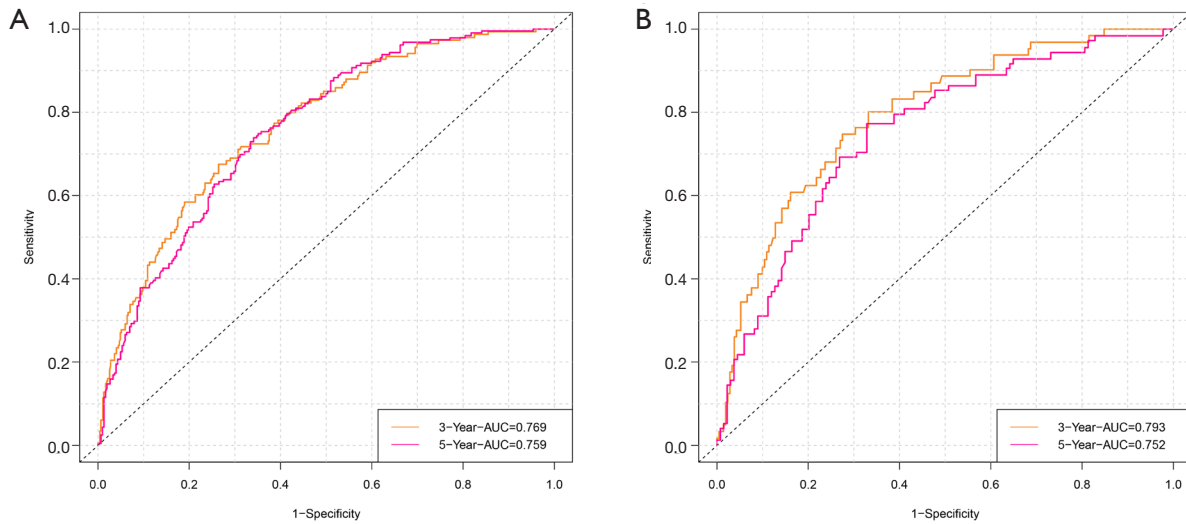 A
1.0
0.8
0.6
0.4
0.2
0.0
Sensitivity
0.0 0.2 0.4 0.6 0.8 1.0
1−Specificity
3−Year−AUC=0.769
5−Year−AUC=0.759
B
1.0
0.8
0.6
0.4
0.2
0.0
Sensitivity
0.0 0.2 0.4 0.6 0.8 1.0
1−Specificity
3−Year−AUC=0.793
5−Year−AUC=0.752